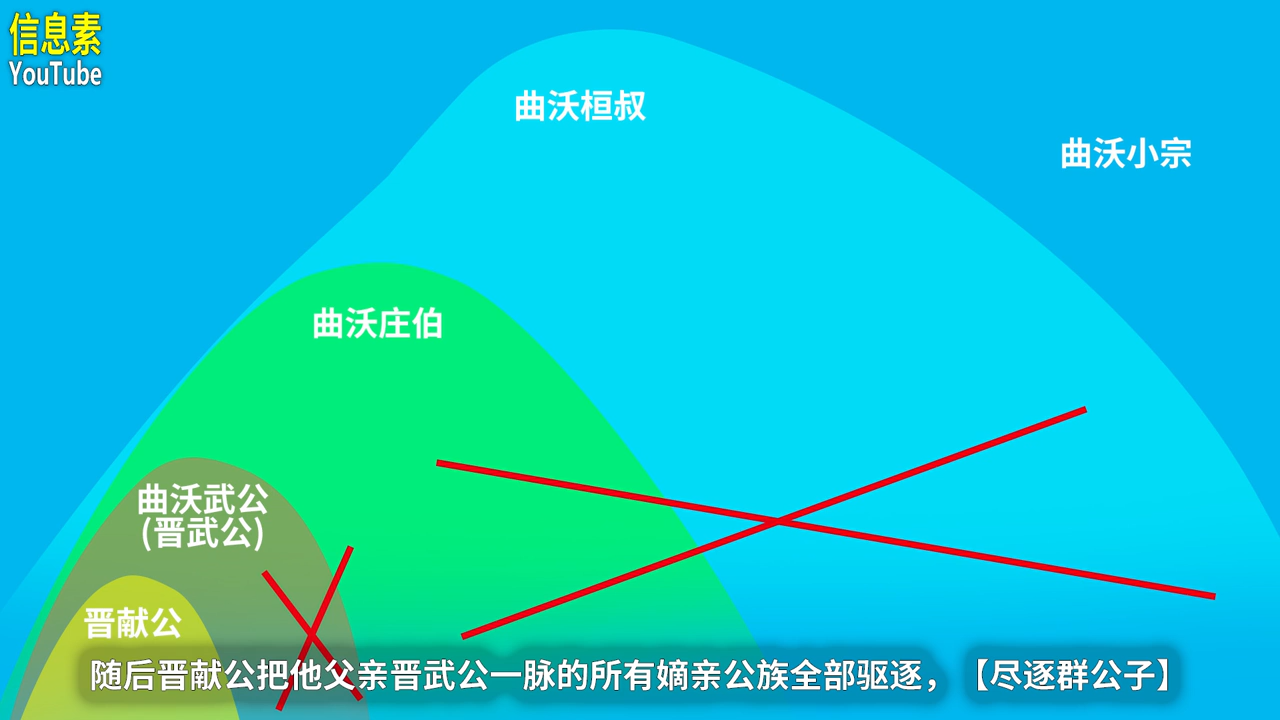 信息素
YouTube
曲沃桓叔
曲沃小宗
曲沃庄伯
曲沃武公
(晋武公)
晋献公
随后晋献公把他父亲晋武公一脉的所有嫡亲公族全部驱逐，【尽逐群公子】